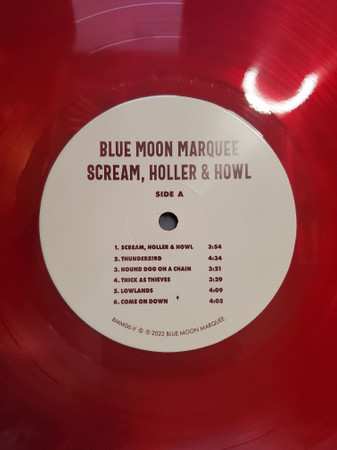 BLUE MOON MARQUEE
SCREAM, HOLLER & HOWL
SIDE A
1. SCREAM, HOLLER & HOWL 3:54
2. THUNDERBIRD 4:34
3. HOUND DOG ON A CHAIN 3:21
4. THICK AS THIEVES 3:39
5. LOWLANDS 4:09
6. COME ON DOWN 4:03
℗ © 2022 BLUE MOON MARQUEE